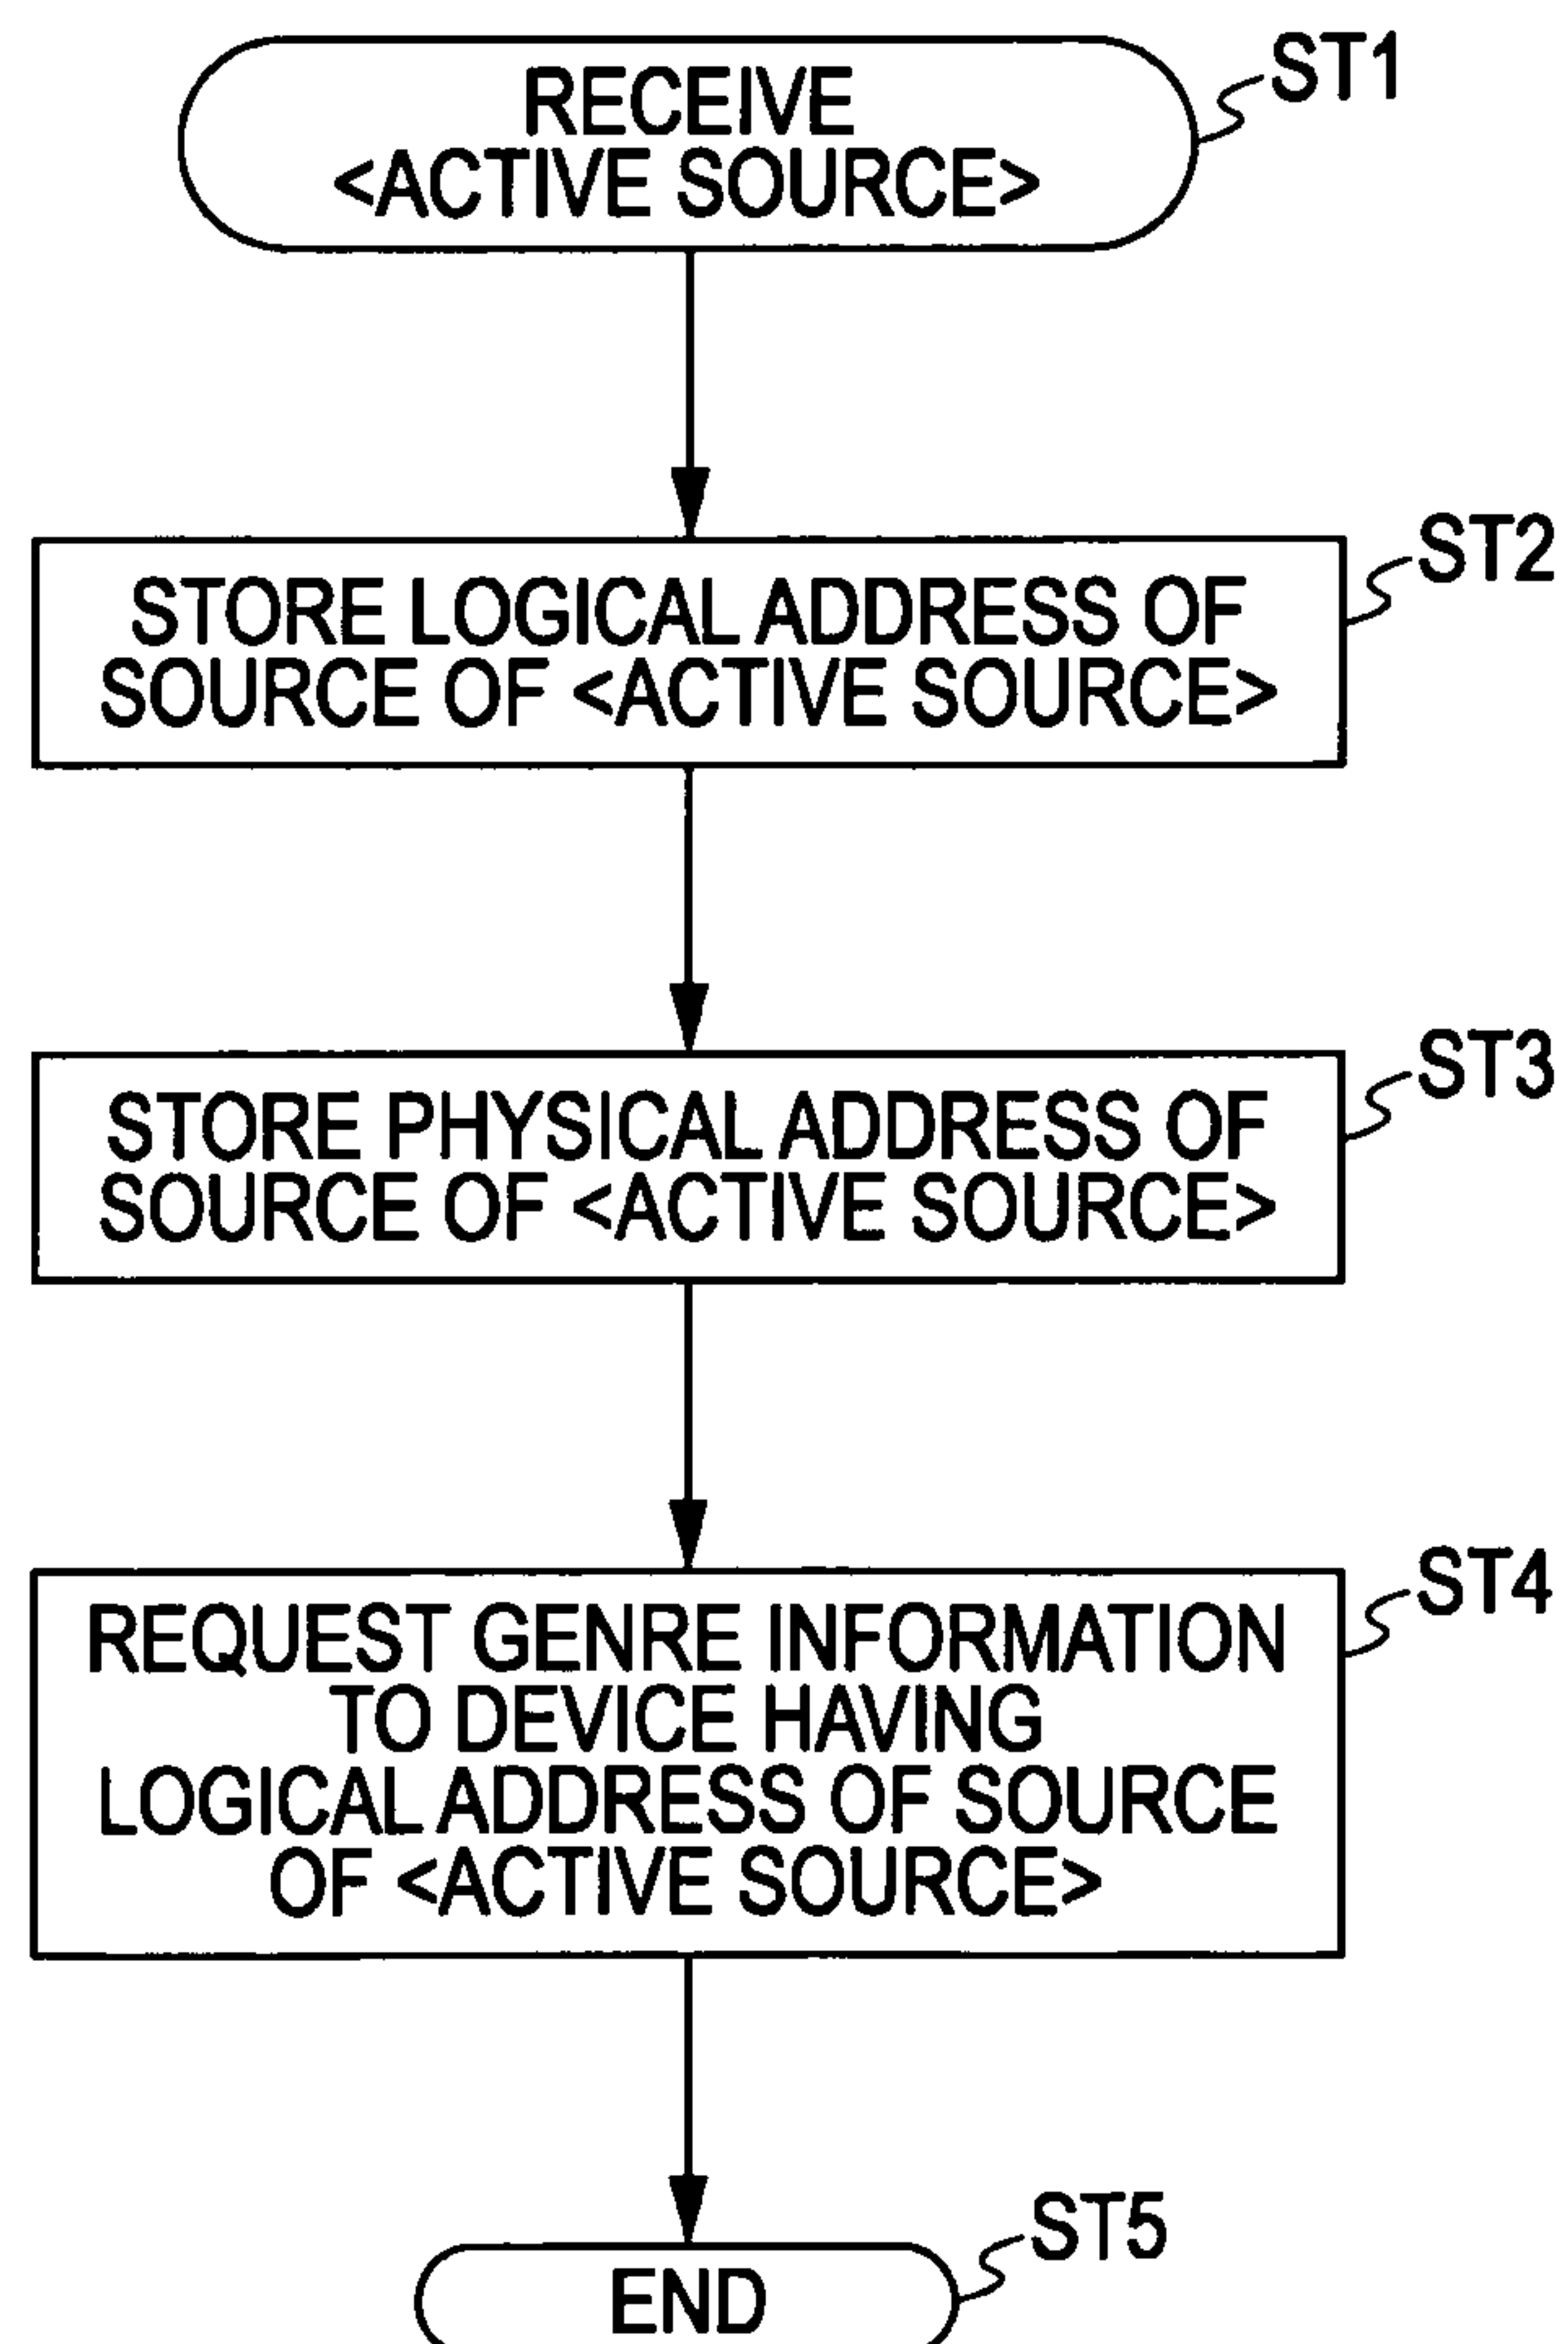 RECEIVE
<ACTIVE SOURCE>
ST1
STORE LOGICAL ADDRESS OF
SOURCE OF <ACTIVE SOURCE>
ST2
STORE PHYSICAL ADDRESS OF
SOURCE OF <ACTIVE SOURCE>
ST3
REQUEST GENRE INFORMATION
TO DEVICE HAVING
LOGICAL ADDRESS OF SOURCE
OF <ACTIVE SOURCE>
ST4
END
ST5